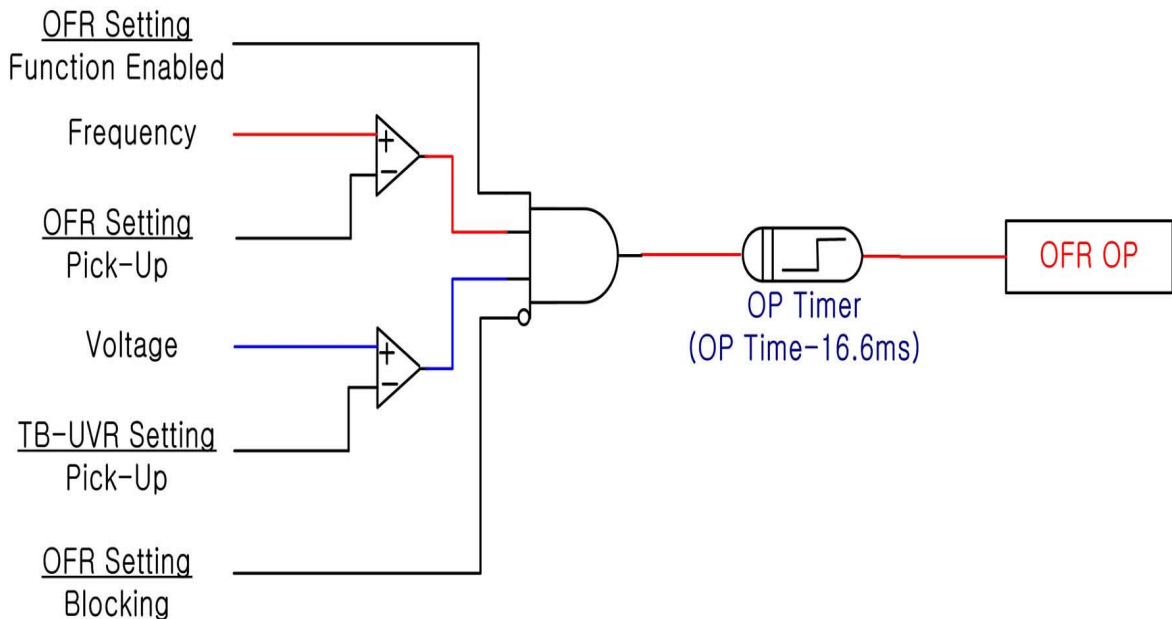 OFR Setting
Function Enabled
Frequency
+
−
OFR Setting
Pick-Up
OFR OP
OP Timer
(OP Time-16.6ms)
Voltage
+
−
TB-UVR Setting
Pick-Up
OFR Setting
Blocking